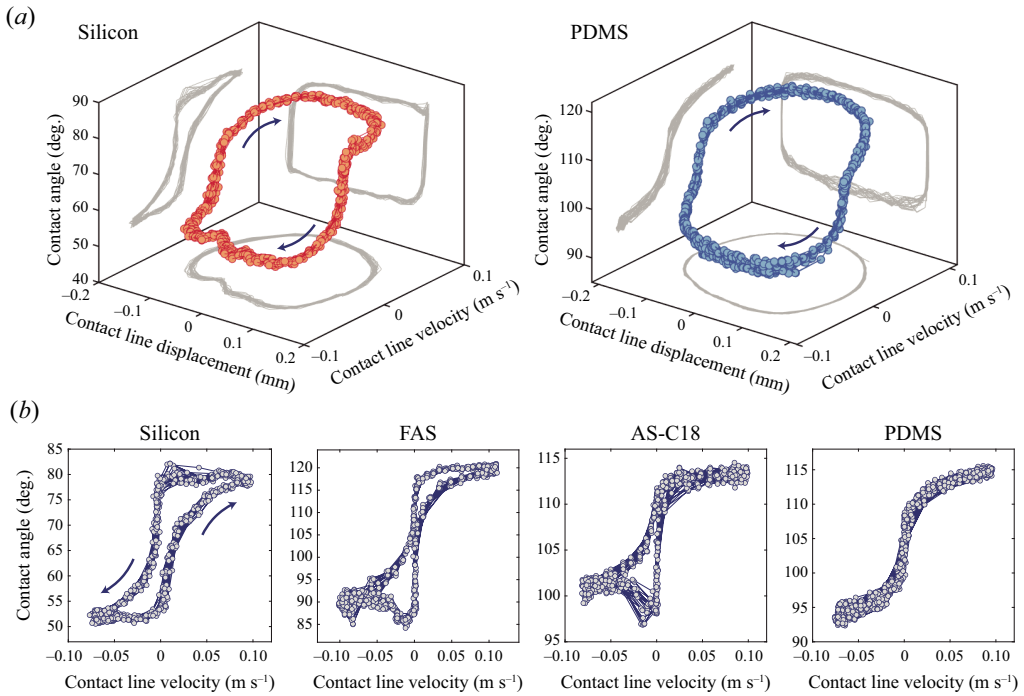 (a)
Silicon
PDMS
Contact angle (deg.)
90
80
70
60
50
40
–0.2
–0.1
0
0.1
0.2
Contact line displacement (mm)
–0.1
0
0.1
Contact line velocity (m s⁻¹)
Contact angle (deg.)
120
110
100
90
–0.2
–0.1
0
0.1
0.2
Contact line displacement (mm)
–0.1
0
0.1
Contact line velocity (m s⁻¹)
(b)
Silicon
FAS
AS-C18
PDMS
Contact angle (deg.)
85
80
75
70
65
60
55
50
–0.10 –0.05 0 0.05 0.10
Contact line velocity (m s⁻¹)
120
115
110
105
100
95
90
85
–0.10 –0.05 0 0.05 0.10
Contact line velocity (m s⁻¹)
115
110
105
100
95
–0.10 –0.05 0 0.05 0.10
Contact line velocity (m s⁻¹)
115
110
105
100
95
90
–0.10 –0.05 0 0.05 0.10
Contact line velocity (m s⁻¹)